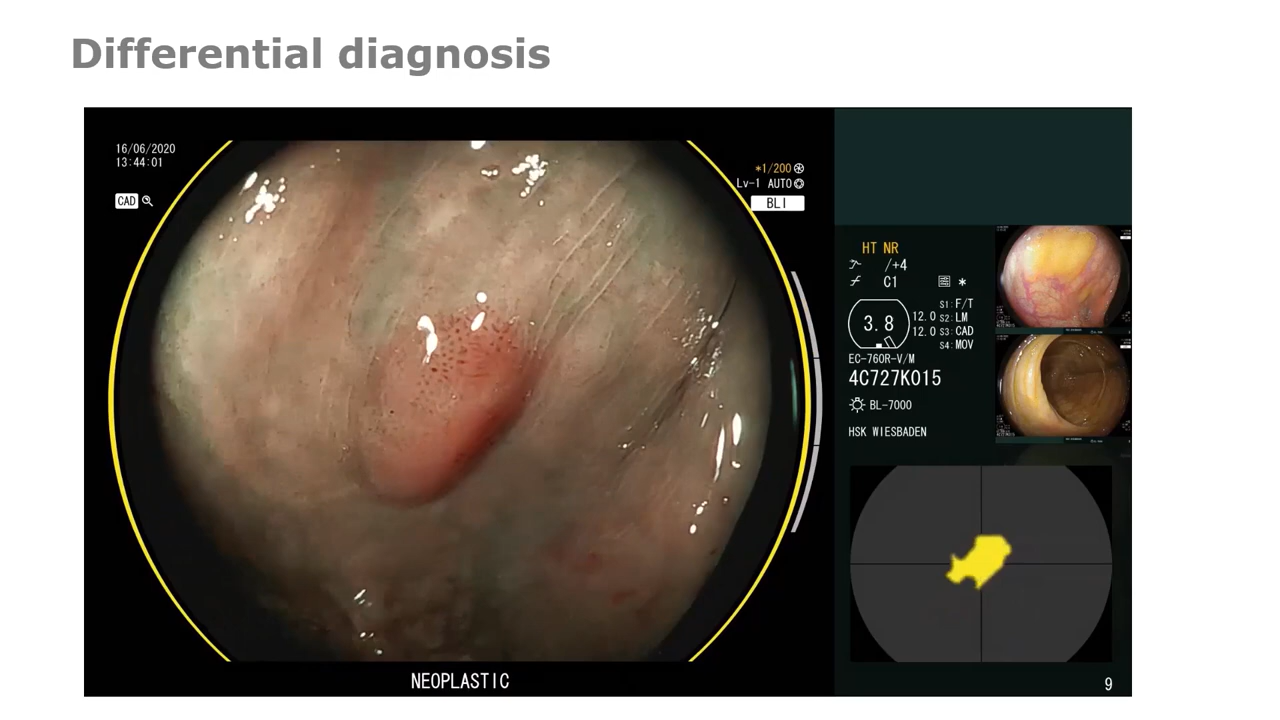 Differential diagnosis
16/06/2020
13:44:01
CAD
*1/200
Lv-1 AUTO
BLI
HT NR
/+4
C1 *
3.8
12.0 S1:F/T
12.0 S2:LM
S3:CAD
S4:MOV
EC-760R-V/M
4C727K015
BL-7000
HSK WIESBADEN
NEOPLASTIC
9